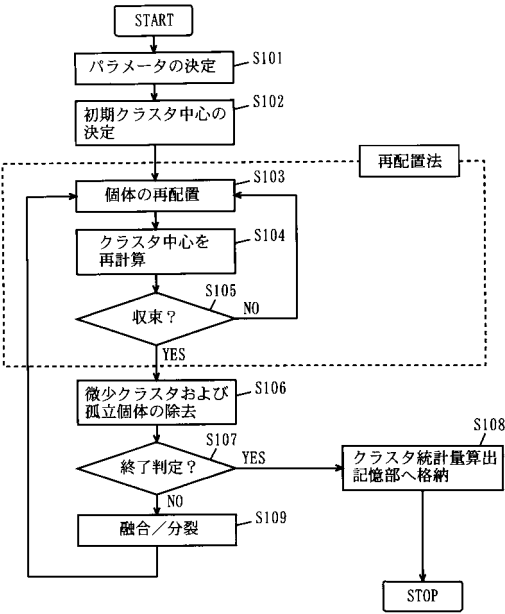 START
パラメータの決定
S101
初期クラスタ中心の
決定
S102
再配置法
個体の再配置
S103
クラスタ中心を
再計算
S104
収束？
S105
NO
YES
微少クラスタおよび
孤立個体の除去
S106
終了判定？
S107
YES
NO
クラスタ統計量算出
記憶部へ格納
S108
融合／分裂
S109
STOP